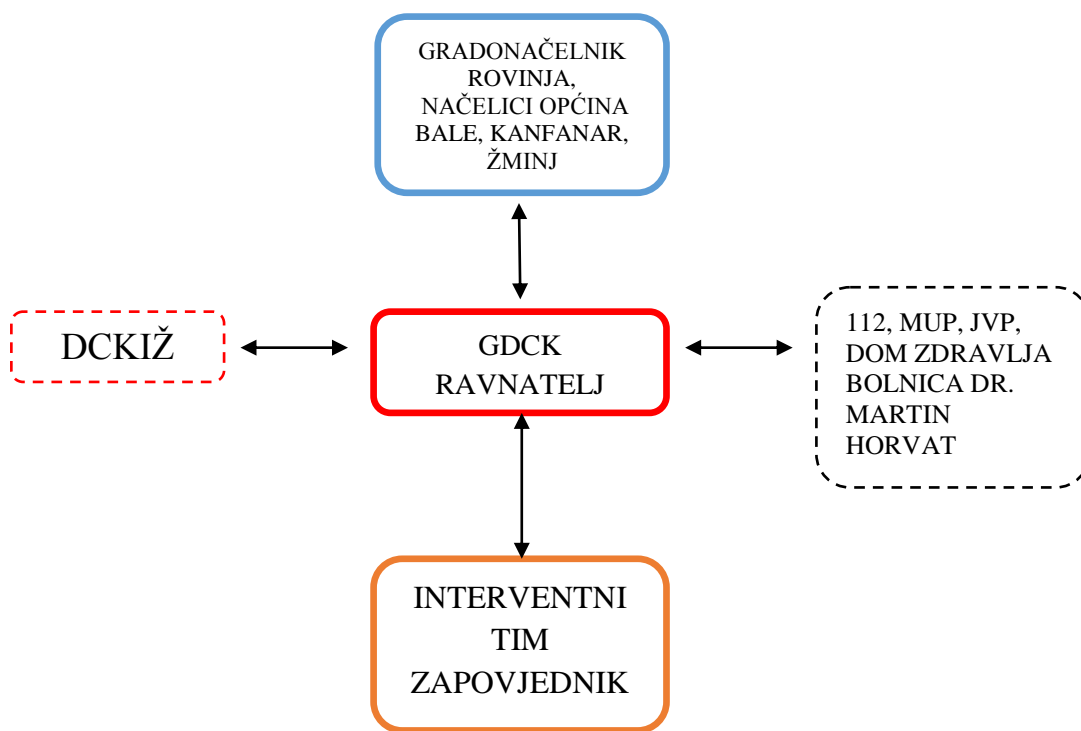 GRADONAČELNIK
ROVINJA,
NAČELICI OPĆINA
BALE, KANFANAR,
ŽMINJ
DCKIŽ
GDCK
RAVNATELJ
112, MUP, JVP,
DOM ZDRAVLJA
BOLNICA DR.
MARTIN
HORVAT
INTERVENTNI
TIM
ZAPOVJEDNIK